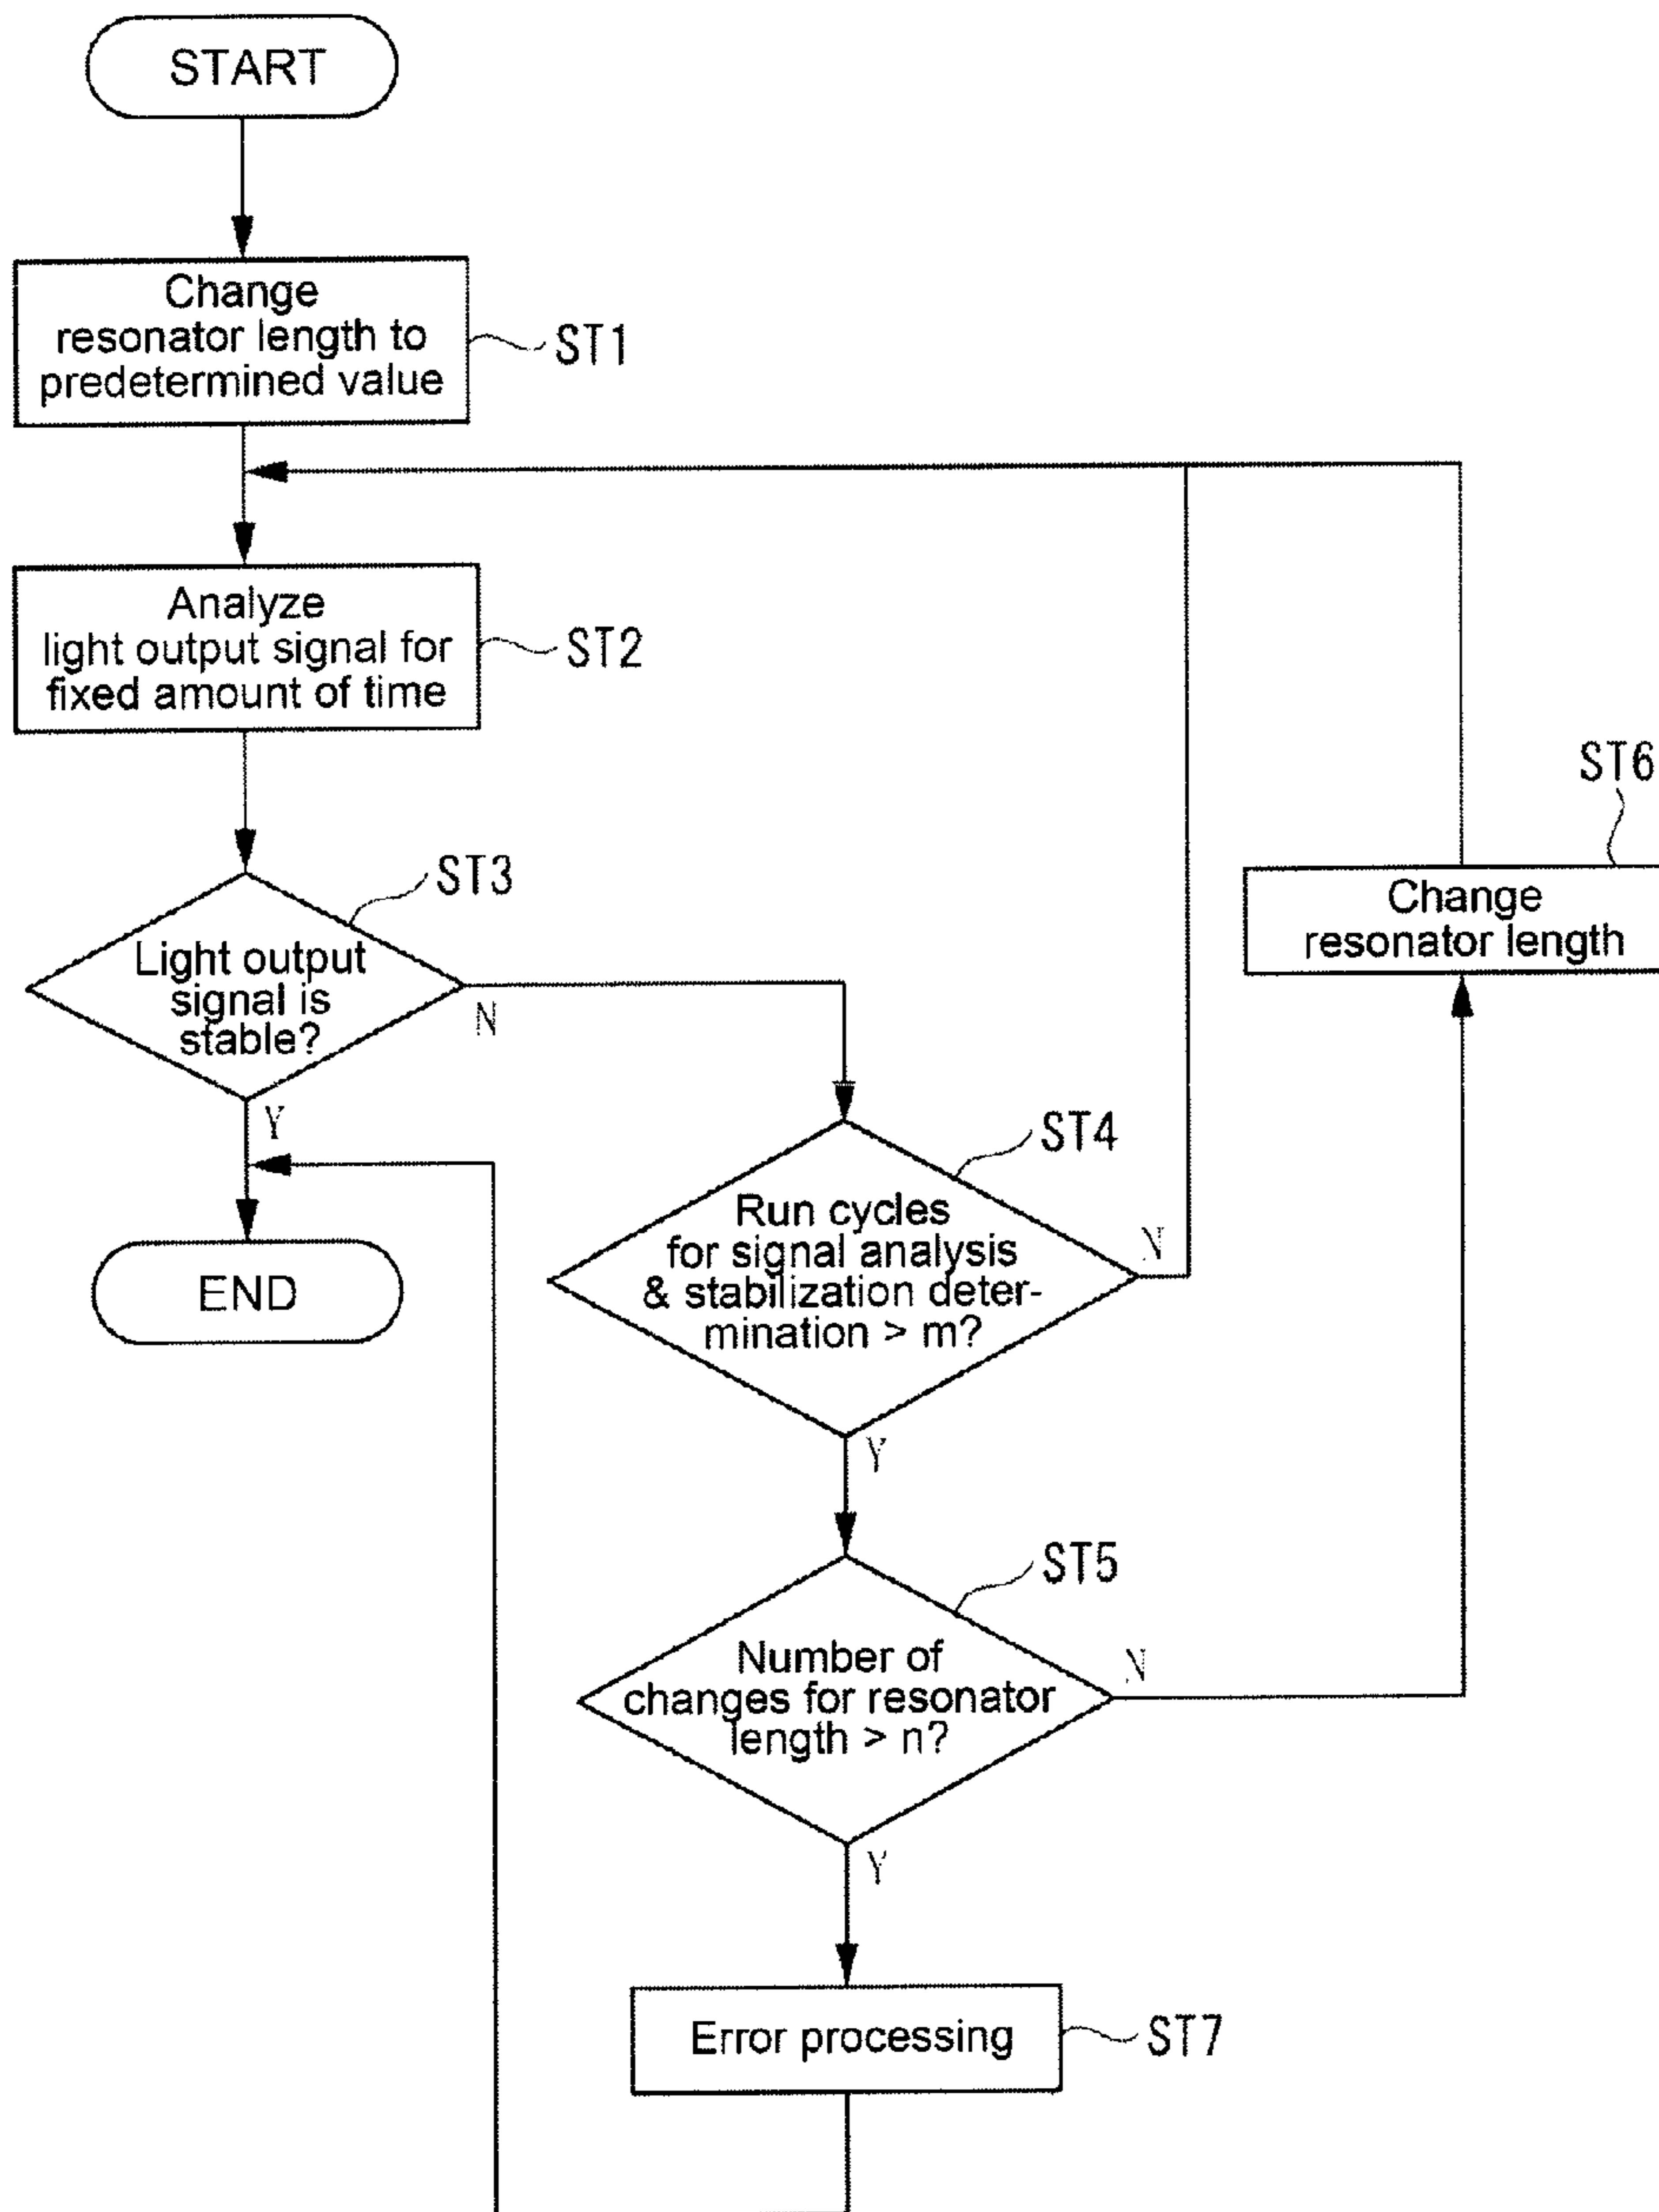 START
Change
resonator length to
predetermined value
ST1
Analyze
light output signal for
fixed amount of time
ST2
ST6
Change
resonator length
ST3
Light output
signal is
stable?
N
Y
END
ST4
Run cycles
for signal analysis
& stabilization deter-
mination > m?
N
Y
ST5
Number of
changes for resonator
length > n?
N
Y
Error processing
ST7